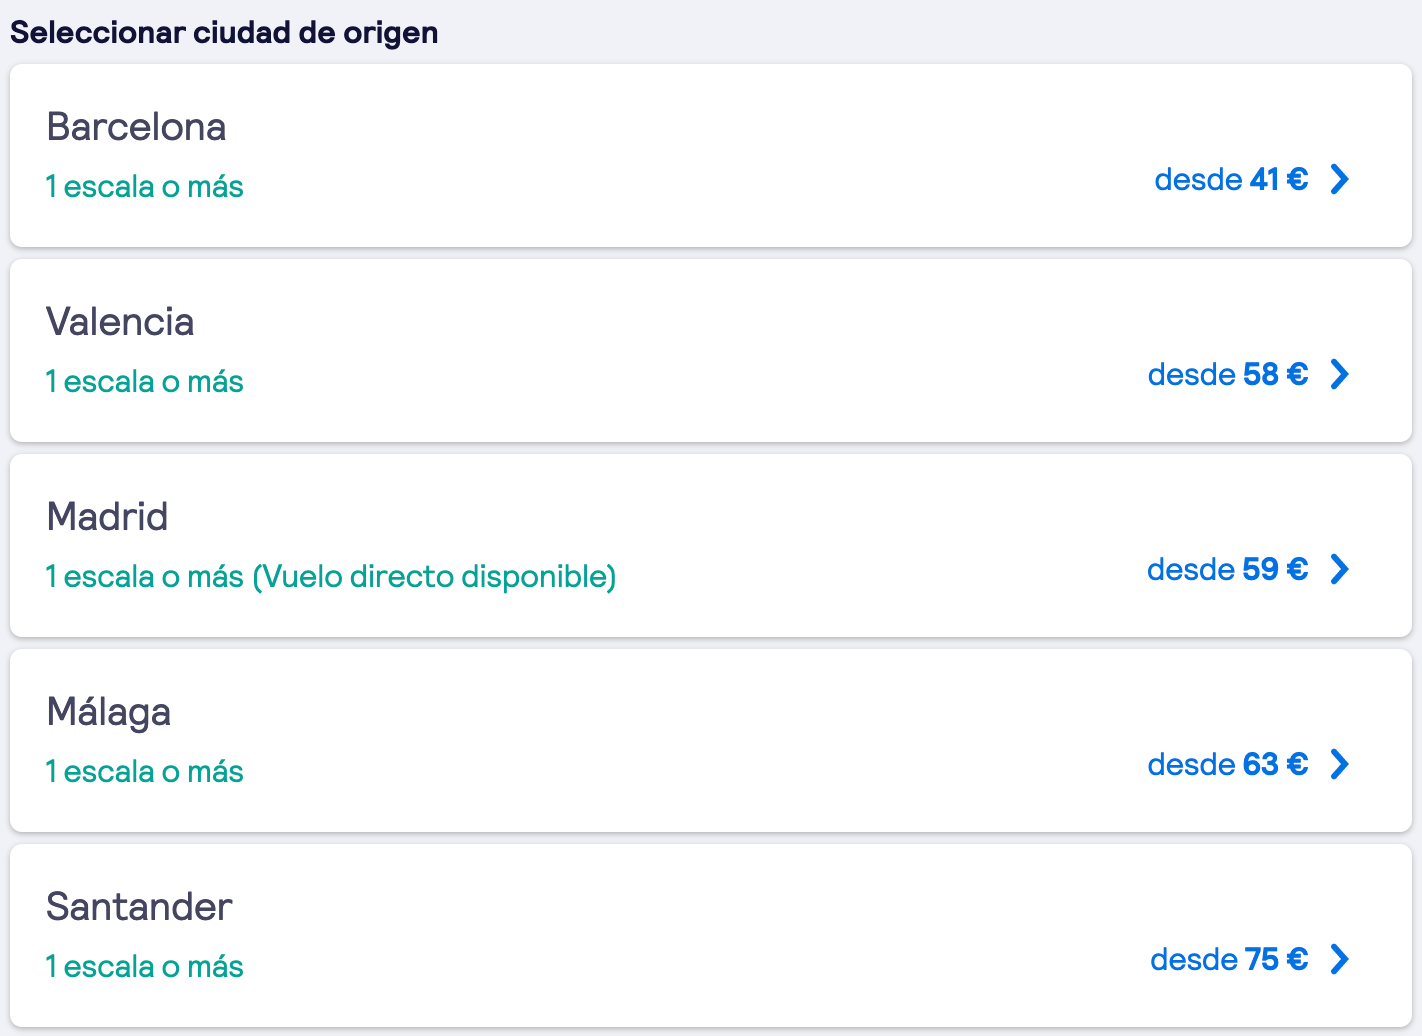 Seleccionar ciudad de origen
Barcelona
1 escala o más
desde 41 €
Valencia
1 escala o más
desde 58 €
Madrid
1 escala o más (Vuelo directo disponible)
desde 59 €
Málaga
1 escala o más
desde 63 €
Santander
1 escala o más
desde 75 €